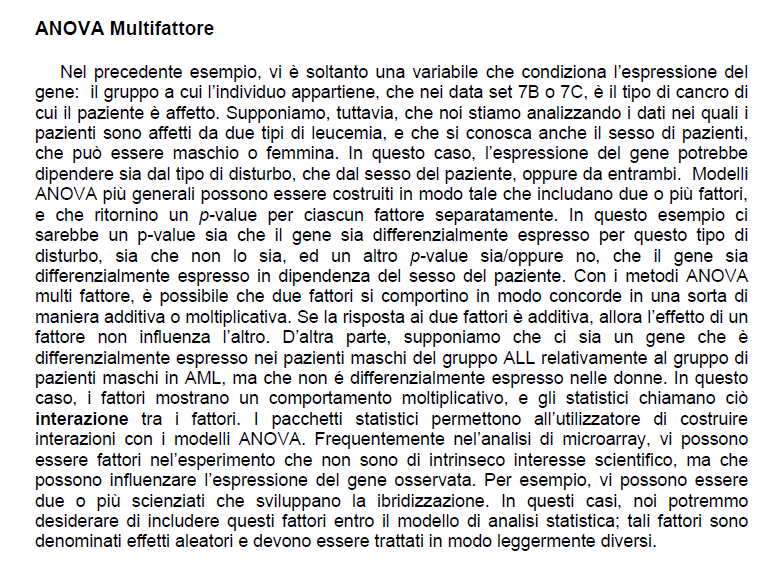 ANOVA Multifattore
Nel precedente esempio, vi è soltanto una variabile che condiziona l'espressione del
gene: il gruppo a cui l'individuo appartiene, che nei data set 7B o 7C, è il tipo di cancro di
cui il paziente è affetto. Supponiamo, tuttavia, che noi stiamo analizzando i dati nei quali i
pazienti sono affetti da due tipi di leucemia, e che si conosca anche il sesso di pazienti,
che può essere maschio o femmina. In questo caso, l'espressione del gene potrebbe
dipendere sia dal tipo di disturbo, che dal sesso del paziente, oppure da entrambi. Modelli
ANOVA più generali possono essere costruiti in modo tale che includano due o più fattori,
e che ritornino un p-value per ciascun fattore separatamente. In questo esempio ci
sarebbe un p-value sia che il gene sia differenzialmente espresso per questo tipo di
disturbo, sia che non lo sia, ed un altro p-value sia/oppure no, che il gene sia
differenzialmente espresso in dipendenza del sesso del paziente. Con i metodi ANOVA
multi fattore, è possibile che due fattori si comportino in modo concorde in una sorta di
maniera additiva o moltiplicativa. Se la risposta ai due fattori è additiva, allora l'effetto di un
fattore non influenza l'altro. D'altra parte, supponiamo che ci sia un gene che è
differenzialmente espresso nei pazienti maschi del gruppo ALL relativamente al gruppo di
pazienti maschi in AML, ma che non é differenzialmente espresso nelle donne. In questo
caso, i fattori mostrano un comportamento moltiplicativo, e gli statistici chiamano ciò
interazione tra i fattori. I pacchetti statistici permettono all'utilizzatore di costruire
interazioni con i modelli ANOVA. Frequentemente nel'analisi di microarray, vi possono
essere fattori nel'esperimento che non sono di intrinseco interesse scientifico, ma che
possono influenzare l'espressione del gene osservata. Per esempio, vi possono essere
due o più scienziati che sviluppano la ibridizzazione. In questi casi, noi potremmo
desiderare di includere questi fattori entro il modello di analisi statistica; tali fattori sono
denominati effetti aleatori e devono essere trattati in modo leggermente diversi.